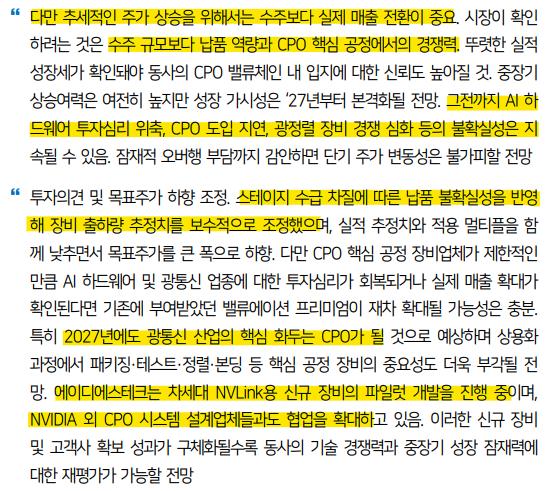 “ 다만 추세적인 주가 상승을 위해서는 수주보다 실제 매출 전환이 중요. 시장이 확인
하려는 것은 수주 규모보다 납품 역량과 CPO 핵심 공정에서의 경쟁력. 뚜렷한 실적
성장세가 확인돼야 동사의 CPO 밸류체인 내 입지에 대한 신뢰도 높아질 것. 중장기
상승여력은 여전히 높지만 성장 가시성은 ‘27년부터 본격화될 전망. 그전까지 AI 하
드웨어 투자심리 위축, CPO 도입 지연, 광정렬 장비 경쟁 심화 등의 불확실성은 지
속될 수 있음. 잠재적 오버행 부담까지 감안하면 단기 주가 변동성은 불가피할 전망
“ 투자의견 및 목표주가 하향 조정. 스테이지 수급 차질에 따른 납품 불확실성을 반영
해 장비 출하량 추정치를 보수적으로 조정했으며, 실적 추정치와 적용 멀티플을 함
께 낮추면서 목표주가를 큰 폭으로 하향. 다만 CPO 핵심 공정 장비업체가 제한적인
만큼 AI 하드웨어 및 광통신 업종에 대한 투자심리가 회복되거나 실제 매출 확대가
확인된다면 기존에 부여받았던 밸류에이션 프리미엄이 재차 확대될 가능성은 충분.
특히 2027년에도 광통신 산업의 핵심 화두는 CPO가 될 것으로 예상하며 상용화
과정에서 패키징·테스트·정렬·본딩 등 핵심 공정 장비의 중요성도 더욱 부각될 전
망. 에이디에스테크는 차세대 NVLink용 신규 장비의 파일럿 개발을 진행 중이며,
NVIDIA 외 CPO 시스템 설계업체들과도 협업을 확대하고 있음. 이러한 신규 장비
및 고객사 확보 성과가 구체화될수록 동사의 기술 경쟁력과 중장기 성장 잠재력에
대한 재평가가 가능할 전망